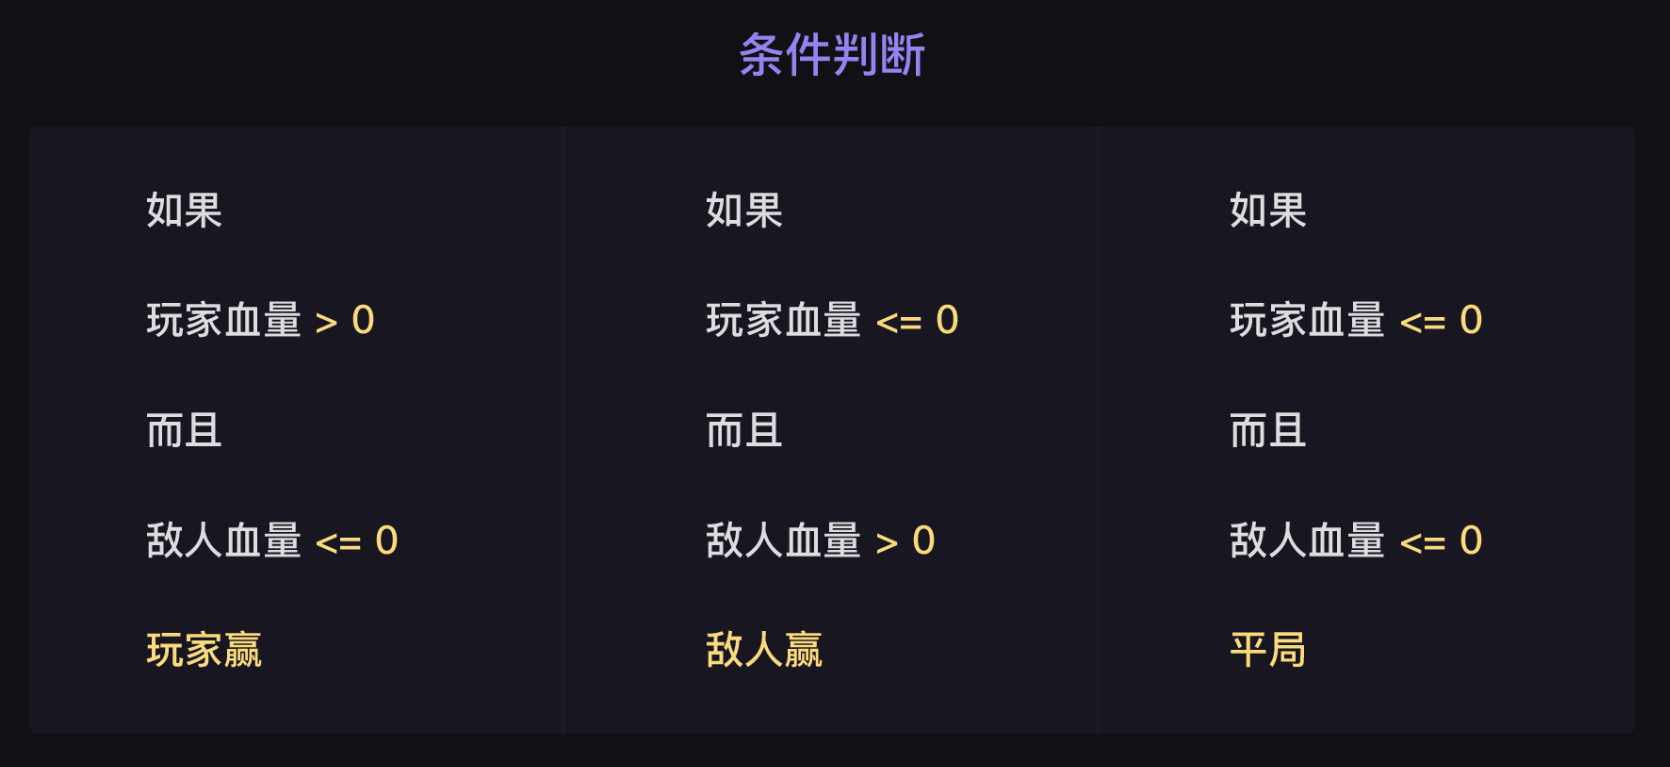 条件判断
如果
玩家血量 > 0
而且
敌人血量 <= 0
玩家赢
如果
玩家血量 <= 0
而且
敌人血量 > 0
敌人赢
如果
玩家血量 <= 0
而且
敌人血量 <= 0
平局